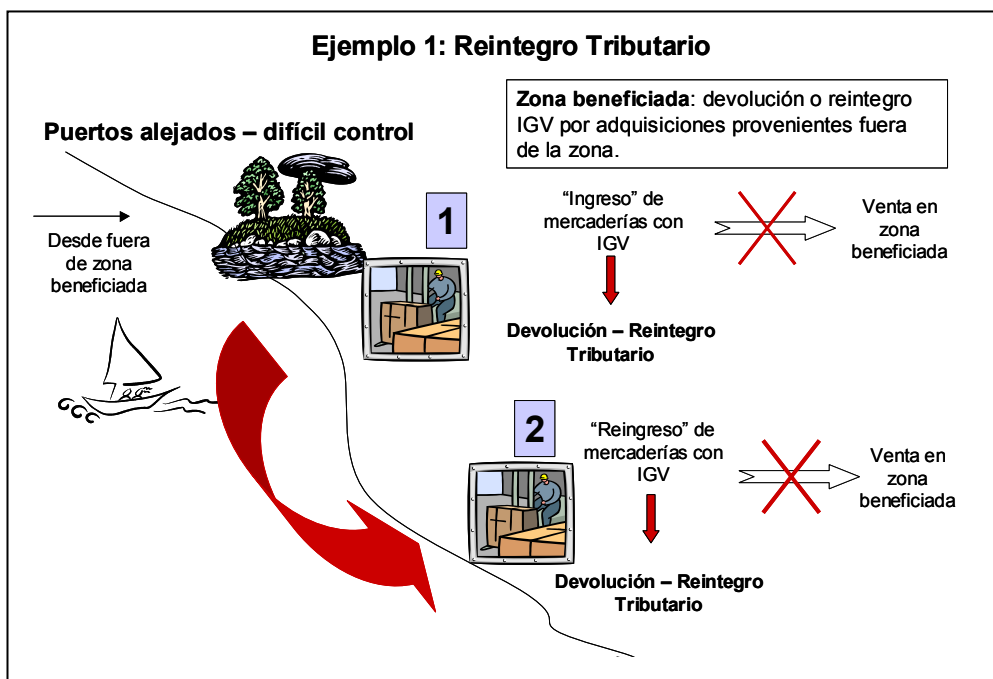 Ejemplo 1: Reintegro Tributario
Zona beneficiada: devolución o reintegro
IGV por adquisiciones provenientes fuera
de la zona.
Puertos alejados – difícil control
Desde fuera
de zona
beneficiada
1
“Ingreso” de
mercaderías con
IGV
Venta en
zona
beneficiada
Devolución – Reintegro
Tributario
2
“Reingreso” de
mercaderías con
IGV
Venta en
zona
beneficiada
Devolución – Reintegro
Tributario